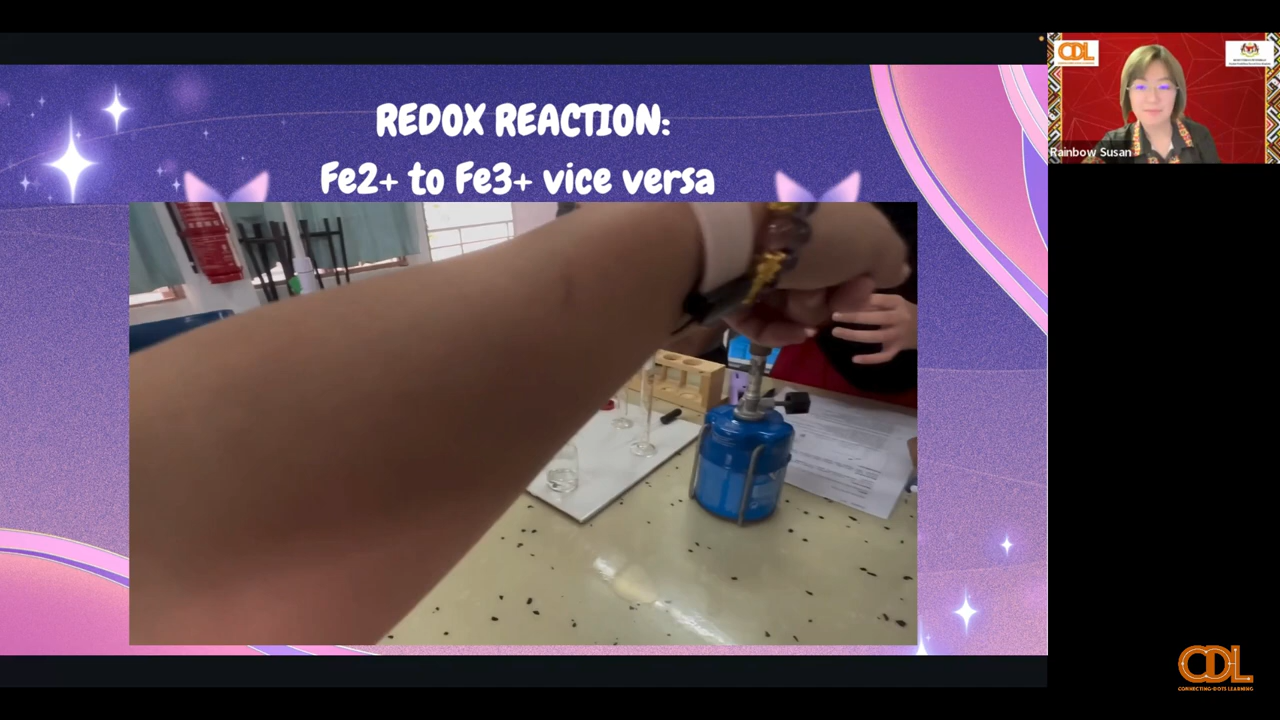 REDOX REACTION:
Fe2+ to Fe3+ vice versa
CDL
Rainbow Susan
CDL
CONNECTING-DOTS LEARNING